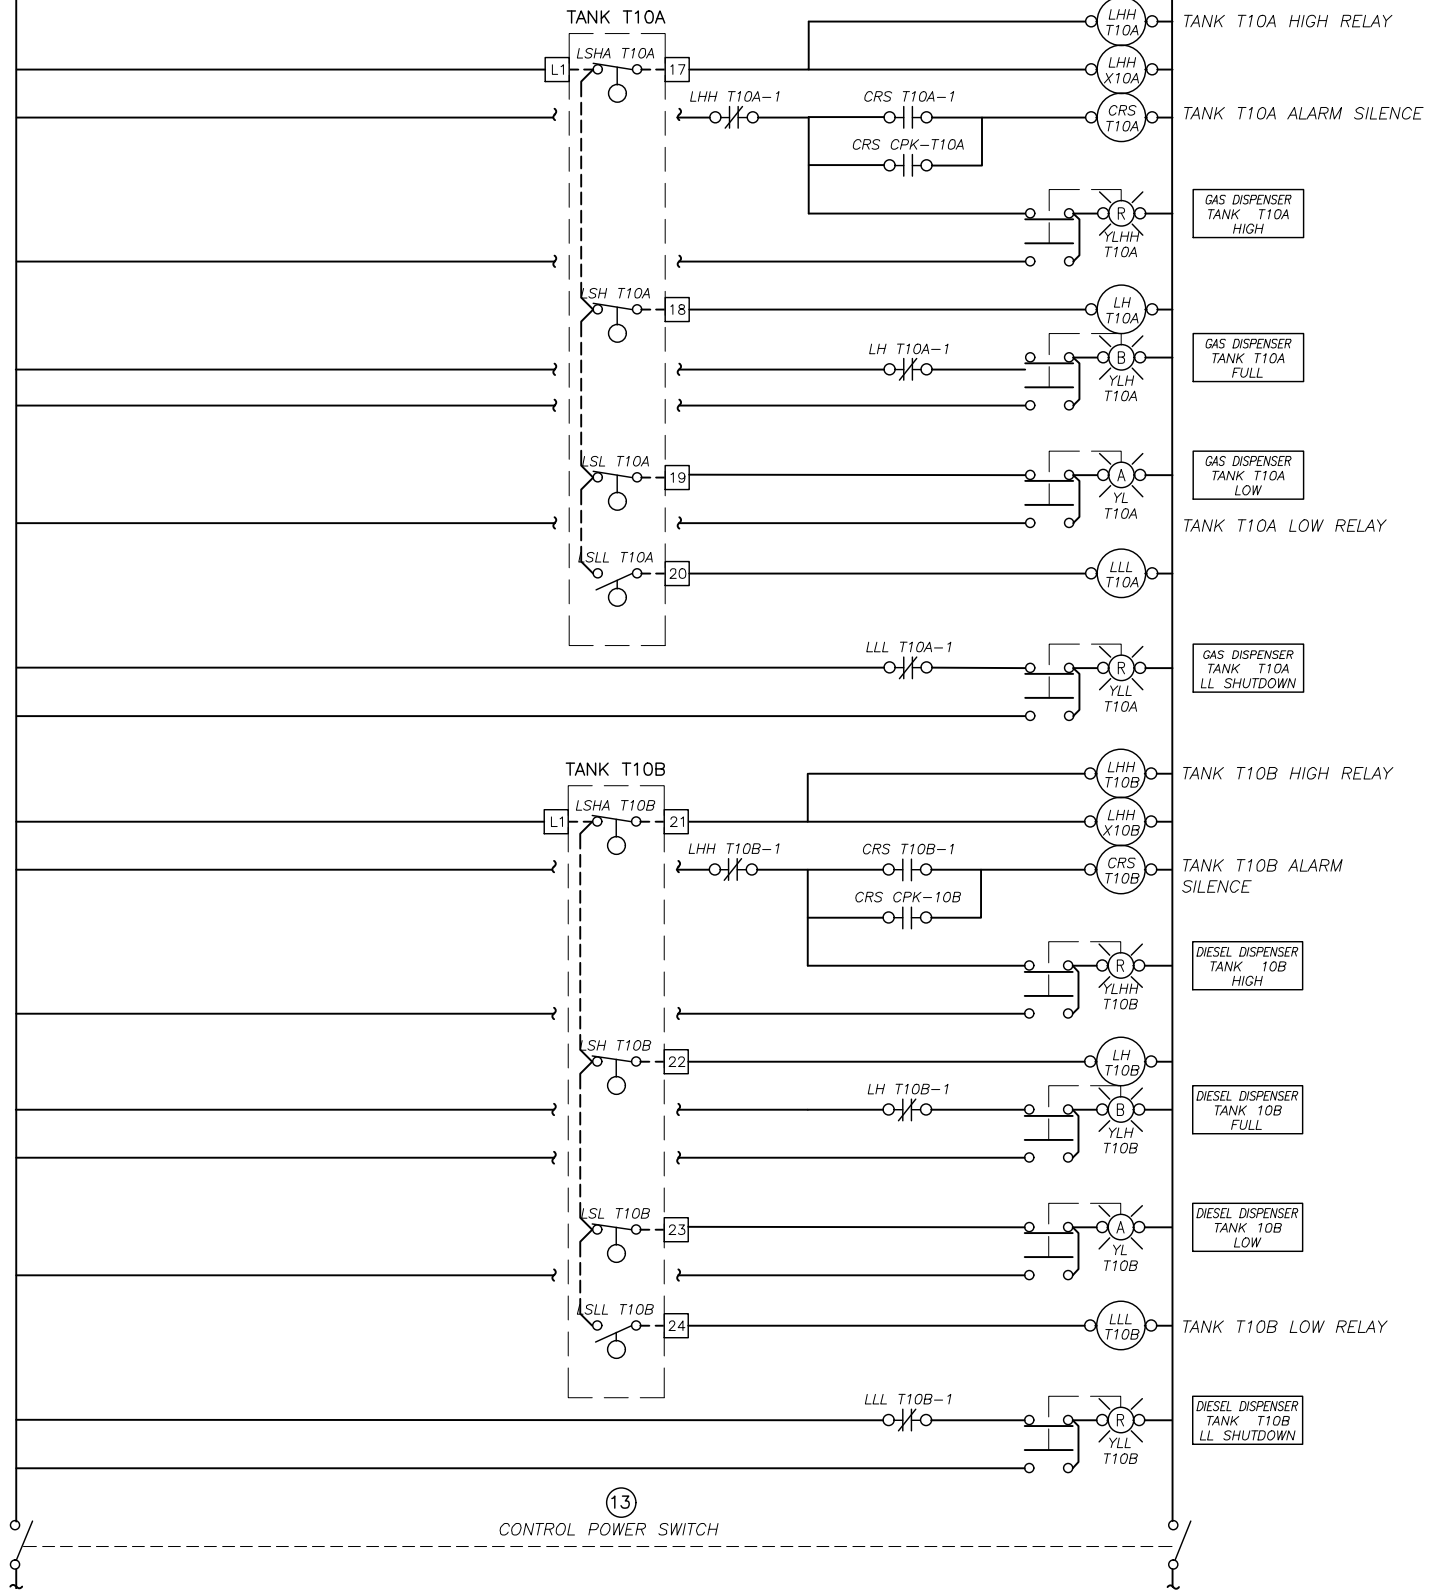 TANK T10A
LHH
T10A
TANK T10A HIGH RELAY
LSHA T10A
L1
17
LHH
X10A
LHH T10A-1
CRS T10A-1
CRS
T10A
TANK T10A ALARM SILENCE
CRS CPK-T10A
R
YLHH
T10A
GAS DISPENSER
TANK T10A
HIGH
LSH T10A
18
LH
T10A
LH T10A-1
B
YLH
T10A
GAS DISPENSER
TANK T10A
FULL
LSL T10A
19
A
YL
T10A
GAS DISPENSER
TANK T10A
LOW
TANK T10A LOW RELAY
LSLL T10A
20
LLL
T10A
LLL T10A-1
R
YLL
T10A
GAS DISPENSER
TANK T10A
LL SHUTDOWN
TANK T10B
LHH
T10B
TANK T10B HIGH RELAY
LSHA T10B
L1
21
LHH
X10B
LHH T10B-1
CRS T10B-1
CRS
T10B
TANK T10B ALARM
SILENCE
CRS CPK-10B
R
YLHH
T10B
DIESEL DISPENSER
TANK 10B
HIGH
LSH T10B
22
LH
T10B
LH T10B-1
B
YLH
T10B
DIESEL DISPENSER
TANK 10B
FULL
LSL T10B
23
A
YL
T10B
DIESEL DISPENSER
TANK 10B
LOW
LSLL T10B
24
LLL
T10B
TANK T10B LOW RELAY
LLL T10B-1
R
YLL
T10B
DIESEL DISPENSER
TANK T10B
LL SHUTDOWN
13
CONTROL POWER SWITCH